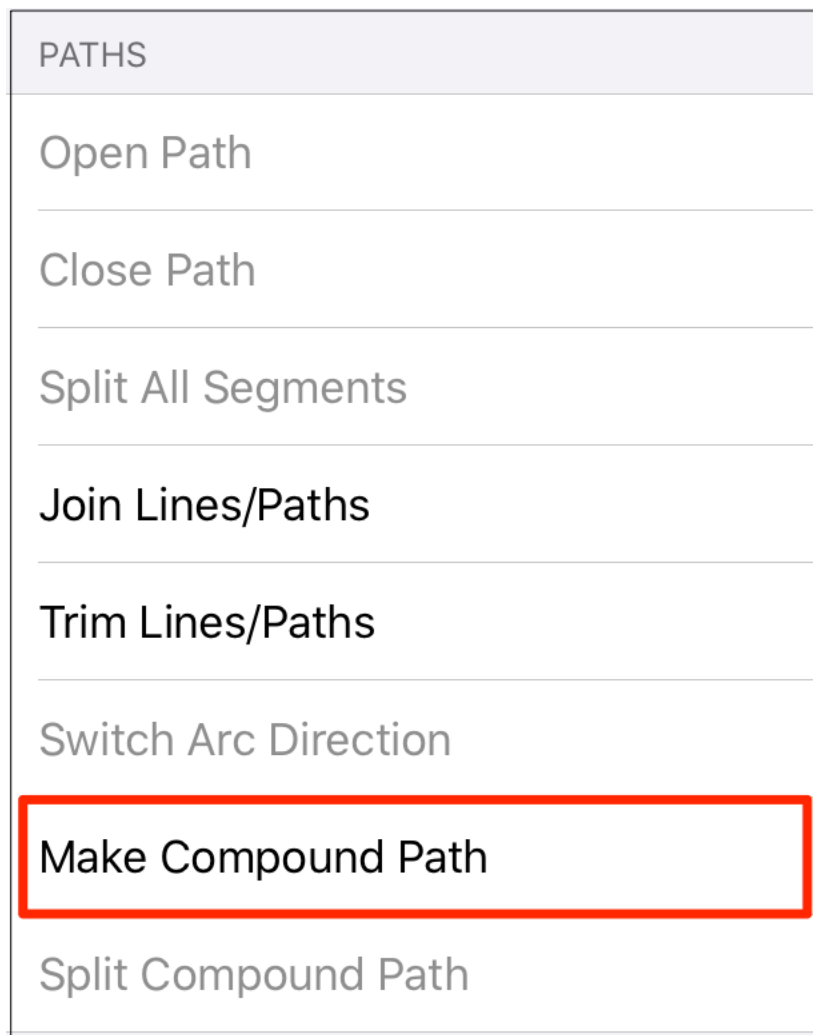 PATHS
Open Path
Close Path
Split All Segments
Join Lines/Paths
Trim Lines/Paths
Switch Arc Direction
Make Compound Path
Split Compound Path